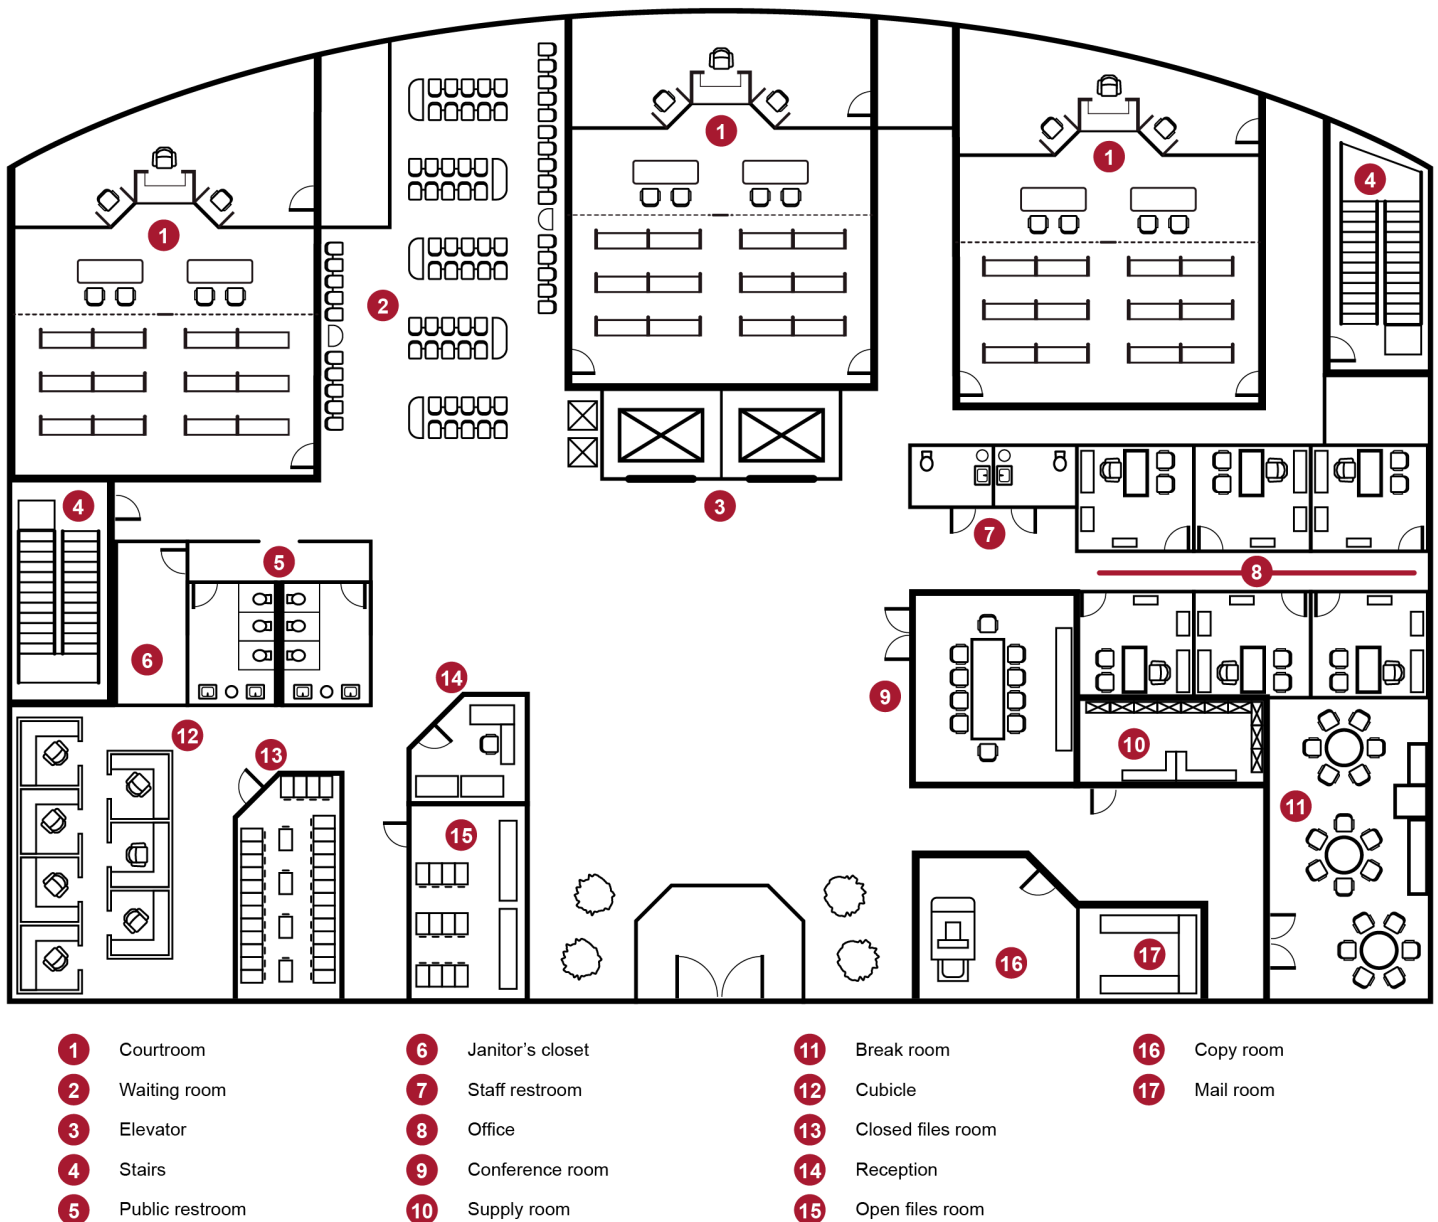 1
1
1
4
2
4
3
7
5
8
6
14
9
12
10
13
11
15
17
16
1 Courtroom
2 Waiting room
3 Elevator
4 Stairs
5 Public restroom
6 Janitor’s closet
7 Staff restroom
8 Office
9 Conference room
10 Supply room
11 Break room
12 Cubicle
13 Closed files room
14 Reception
15 Open files room
16 Copy room
17 Mail room